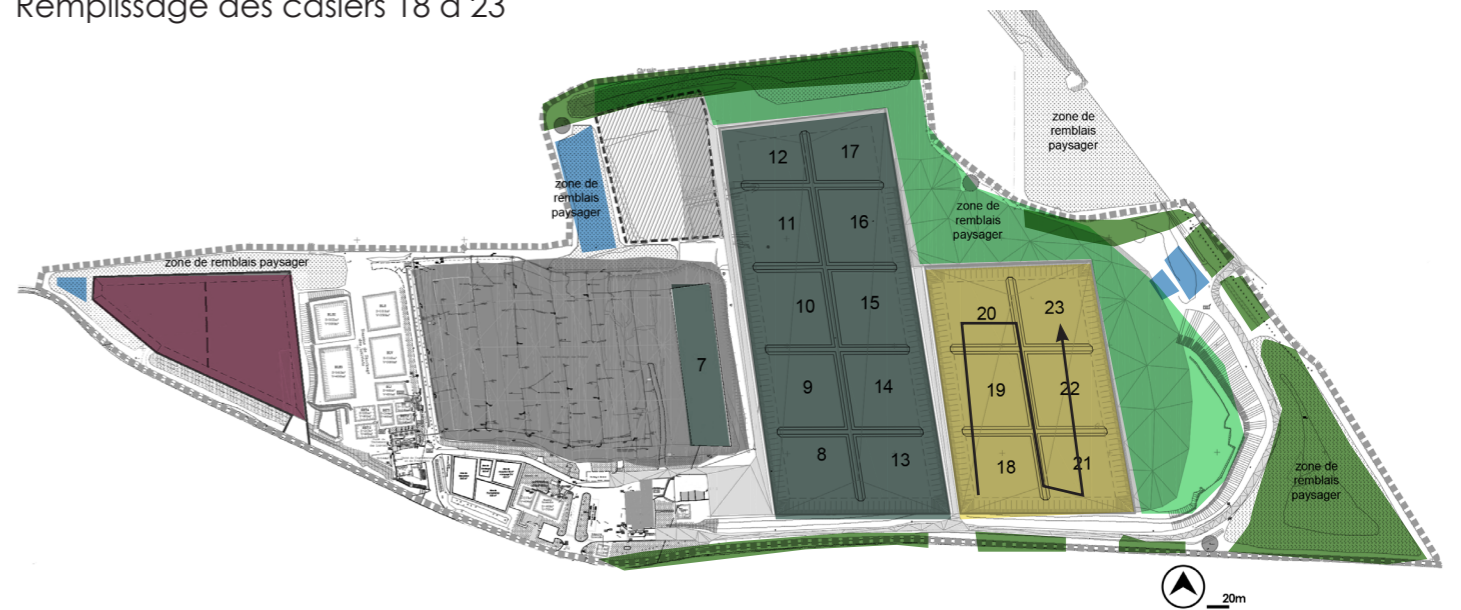 Remplissage des casiers 18 à 23
zone de
remblais
paysager
12
17
zone de
remblais
paysager
11
16
zone de
remblais
paysager
zone de remblais paysager
10
15
20
23
7
9
14
19
22
8
13
18
21
zone de
remblais
paysager
20m